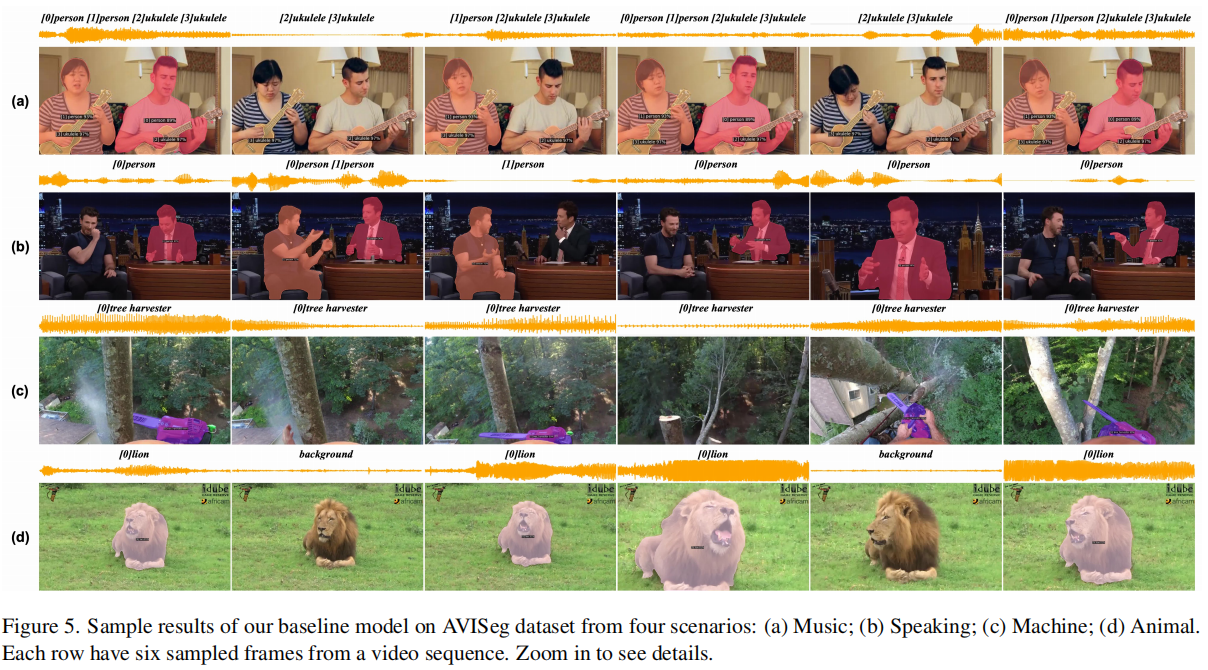 [0]person [1]person [2]ukulele [3]ukulele [2]ukulele [3]ukulele [1]person [2]ukulele [3]ukulele [0]person [1]person [2]ukulele [3]ukulele [2]ukulele [3]ukulele [0]person [1]person [2]ukulele [3]ukulele
(a)
[0]person [0]person [1]person [1]person [0]person [0]person [0]person
(b)
[0]tree harvester [0]tree harvester [0]tree harvester [0]tree harvester [0]tree harvester [0]tree harvester
(c)
[0]lion background [0]lion [0]lion background [0]lion
(d)
Figure 5. Sample results of our baseline model on AVISeg dataset from four scenarios: (a) Music; (b) Speaking; (c) Machine; (d) Animal.
Each row have six sampled frames from a video sequence. Zoom in to see details.